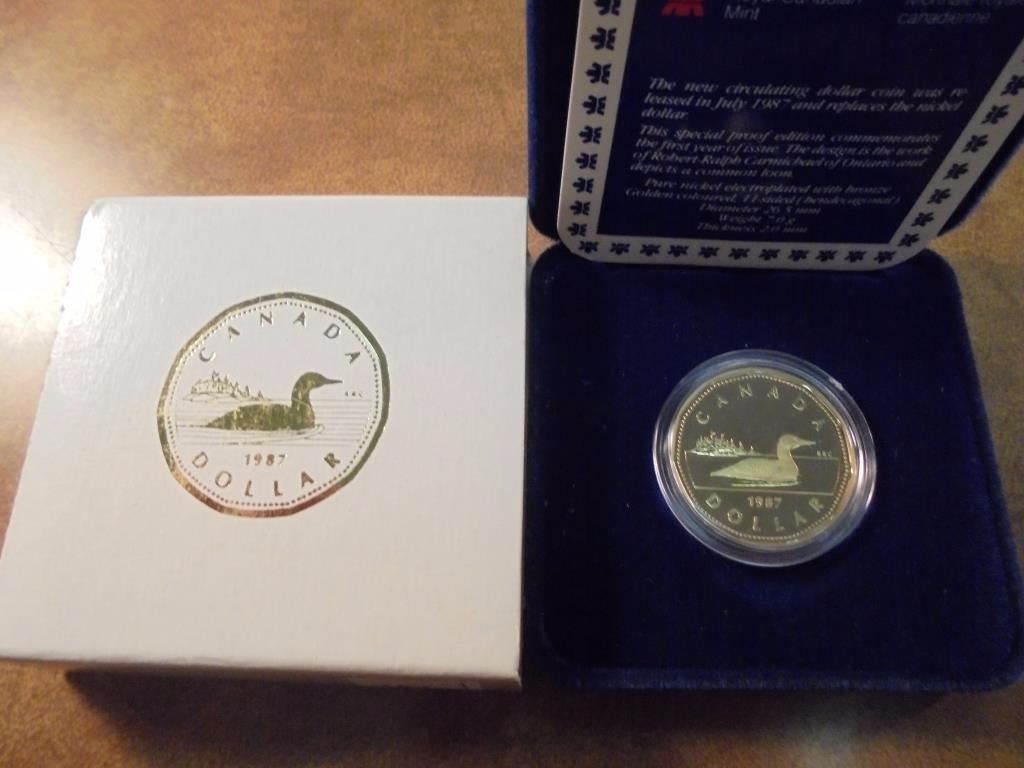 Mint
canadienne
The new circulating dollar coin was re
leased in July 1987 and replaces the nickel
dollar
This special proof edition commemorates
the first year of issue. The design is the work
of Robert-Ralph Carmichael of Ontario and
depicts a common loon.
Pure nickel electroplated with bronze
Golden coloured, 11-sided (hendecagonal)
Diameter 26.5 mm
Weight 7.0 g
Thickness 2.0 mm
CANADA
1987
DOLLAR
CANADA
1987
DOLLAR